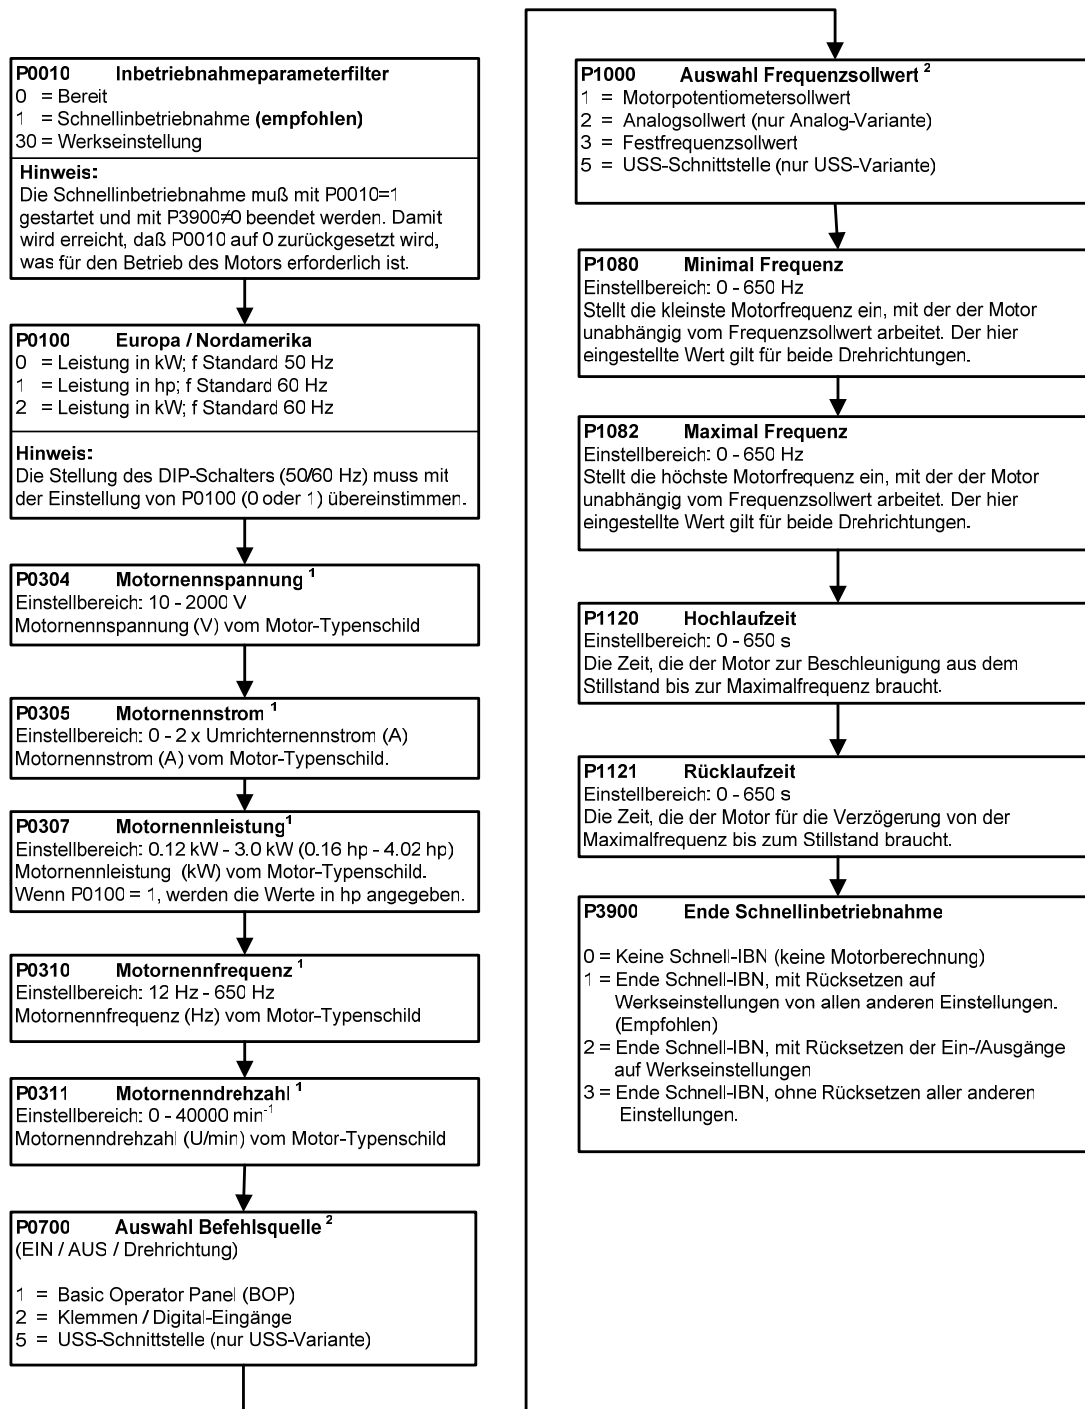 P0010 Inbetriebnahmeparameterfilter
0 = Bereit
1 = Schnellinbetriebnahme (empfohlen)
30 = Werkseinstellung
Hinweis:
Die Schnellinbetriebnahme muß mit P0010=1
gestartet und mit P3900≠0 beendet werden. Damit
wird erreicht, daß P0010 auf 0 zurückgesetzt wird,
was für den Betrieb des Motors erforderlich ist.
P0100 Europa / Nordamerika
0 = Leistung in kW; f Standard 50 Hz
1 = Leistung in hp; f Standard 60 Hz
2 = Leistung in kW; f Standard 60 Hz
Hinweis:
Die Stellung des DIP-Schalters (50/60 Hz) muss mit
der Einstellung von P0100 (0 oder 1) übereinstimmen.
P0304 Motornennspannung ¹
Einstellbereich: 10 - 2000 V
Motornennspannung (V) vom Motor-Typenschild
P0305 Motornennstrom ¹
Einstellbereich: 0 - 2 x Umrichternennstrom (A)
Motornennstrom (A) vom Motor-Typenschild.
P0307 Motornennleistung¹
Einstellbereich: 0.12 kW - 3.0 kW (0.16 hp - 4.02 hp)
Motornennleistung (kW) vom Motor-Typenschild.
Wenn P0100 = 1, werden die Werte in hp angegeben.
P0310 Motornennfrequenz ¹
Einstellbereich: 12 Hz - 650 Hz
Motornennfrequenz (Hz) vom Motor-Typenschild
P0311 Motornenndrehzahl ¹
Einstellbereich: 0 - 40000 min⁻¹
Motornenndrehzahl (U/min) vom Motor-Typenschild
P0700 Auswahl Befehlsquelle ²
(EIN / AUS / Drehrichtung)
1 = Basic Operator Panel (BOP)
2 = Klemmen / Digital-Eingänge
5 = USS-Schnittstelle (nur USS-Variante)
P1000 Auswahl Frequenzsollwert ²
1 = Motorpotentiometersollwert
2 = Analogsollwert (nur Analog-Variante)
3 = Festfrequenzsollwert
5 = USS-Schnittstelle (nur USS-Variante)
P1080 Minimal Frequenz
Einstellbereich: 0 - 650 Hz
Stellt die kleinste Motorfrequenz ein, mit der der Motor
unabhängig vom Frequenzsollwert arbeitet. Der hier
eingestellte Wert gilt für beide Drehrichtungen.
P1082 Maximal Frequenz
Einstellbereich: 0 - 650 Hz
Stellt die höchste Motorfrequenz ein, mit der der Motor
unabhängig vom Frequenzsollwert arbeitet. Der hier
eingestellte Wert gilt für beide Drehrichtungen.
P1120 Hochlaufzeit
Einstellbereich: 0 - 650 s
Die Zeit, die der Motor zur Beschleunigung aus dem
Stillstand bis zur Maximalfrequenz braucht.
P1121 Rücklaufzeit
Einstellbereich: 0 - 650 s
Die Zeit, die der Motor für die Verzögerung von der
Maximalfrequenz bis zum Stillstand braucht.
P3900 Ende Schnellinbetriebnahme
0 = Keine Schnell-IBN (keine Motorberechnung)
1 = Ende Schnell-IBN, mit Rücksetzen auf
Werkseinstellungen von allen anderen Einstellungen.
(Empfohlen)
2 = Ende Schnell-IBN, mit Rücksetzen der Ein-/Ausgänge
auf Werkseinstellungen
3 = Ende Schnell-IBN, ohne Rücksetzen aller anderen
Einstellungen.